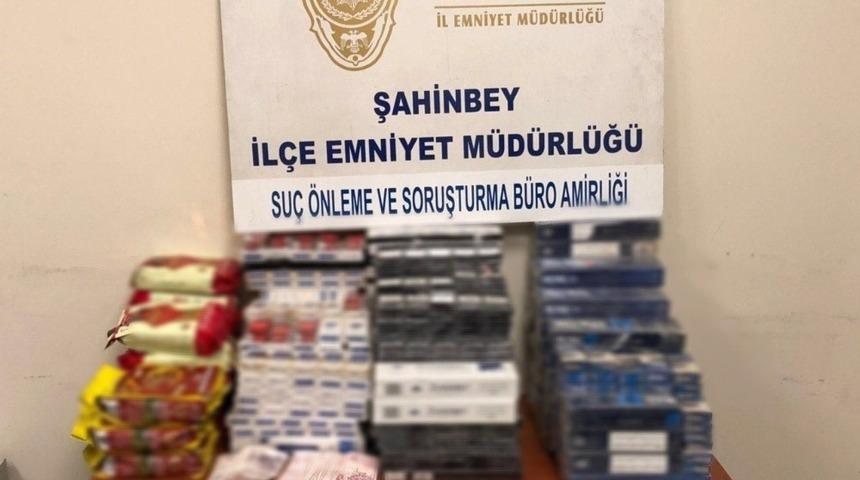 İL EMNİYET MÜDÜRLÜĞÜ
ŞAHİNBEY
İLÇE EMNİYET MÜDÜRLÜĞÜ
SUÇ ÖNLEME VE SORUŞTURMA BÜRO AMİRLİĞİ